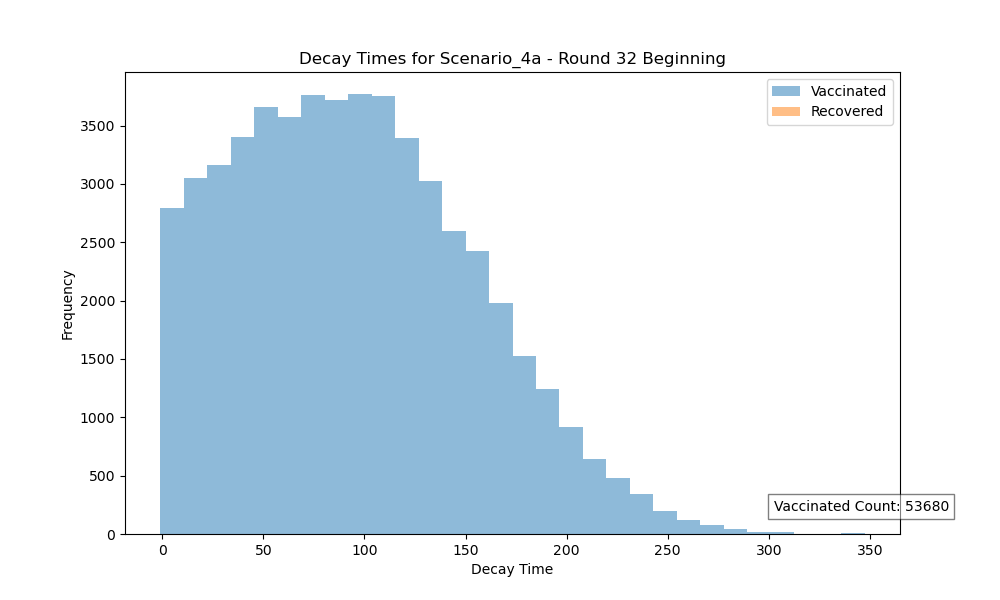 Decay Times for Scenario_4a - Round 32 Beginning
Vaccinated
Recovered
Frequency
3500
3000
2500
2000
1500
1000
500
0
Vaccinated Count: 53680
0 50 100 150 200 250 300 350
Decay Time